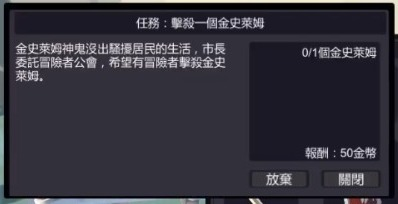 任務：擊殺一個金史萊姆
金史萊姆神鬼沒出騷擾居民的生活，市長
委託冒險者公會，希望有冒險者擊殺金史
萊姆。
0/1個金史萊姆
報酬：50金幣
放棄
關閉